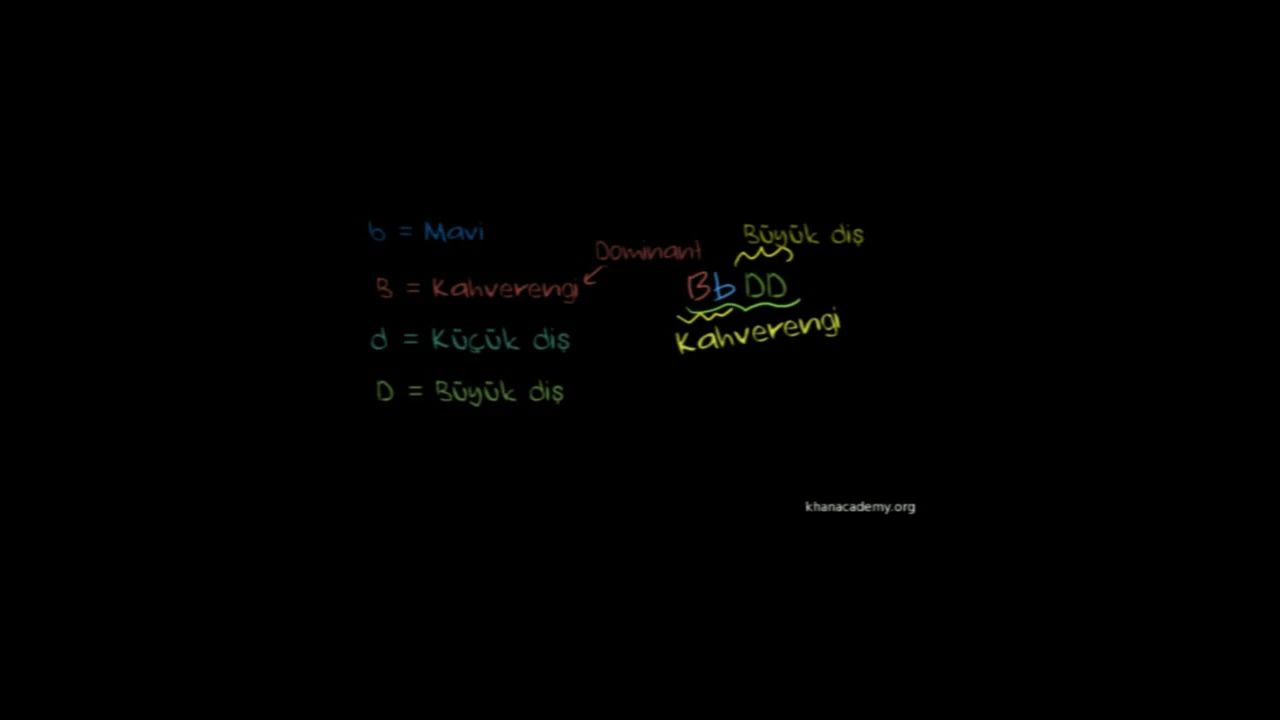 b = Mavi
B = Kahverengi
d = Küçük diş
D = Büyük diş
Dominant
Büyük diş
BbDD
Kahverengi
khanacademy.org